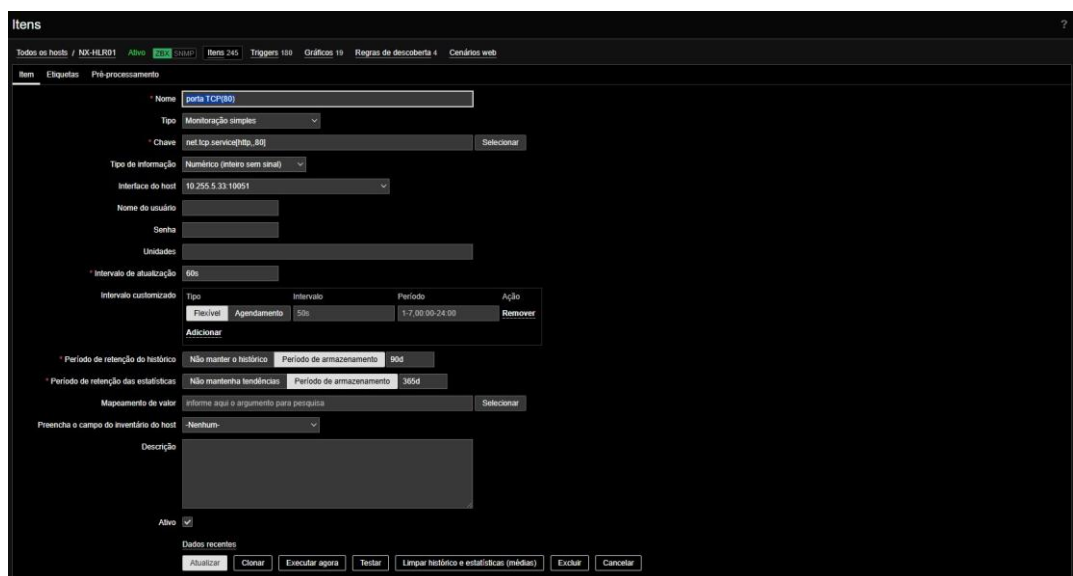 Itens ?
Todos os hosts / NX-HLR01 Ativo ZBX SNMP Itens 245 Triggers 180 Gráficos 19 Regras de descoberta 4 Cenários web
Item Etiquetas Pré-processamento
* Nome porta TCP(80)
Tipo Monitoração simples
* Chave net.tcp.service[http,,80] Selecionar
Tipo de informação Numérico (inteiro sem sinal)
Interface do host 10.255.5.33:10051
Nome do usuário
Senha
Unidades
* Intervalo de atualização 60s
Intervalo customizado Tipo Intervalo Período Ação
Flexível Agendamento 50s 1-7,00:00-24:00 Remover
Adicionar
* Período de retenção do histórico Não manter o histórico Período de armazenamento 90d
* Período de retenção das estatísticas Não mantenha tendências Período de armazenamento 365d
Mapeamento de valor informe aqui o argumento para pesquisa Selecionar
Preencha o campo do inventário do host -Nenhum-
Descrição
Ativo
Dados recentes
Atualizar Clonar Executar agora Testar Limpar histórico e estatísticas (médias) Excluir Cancelar